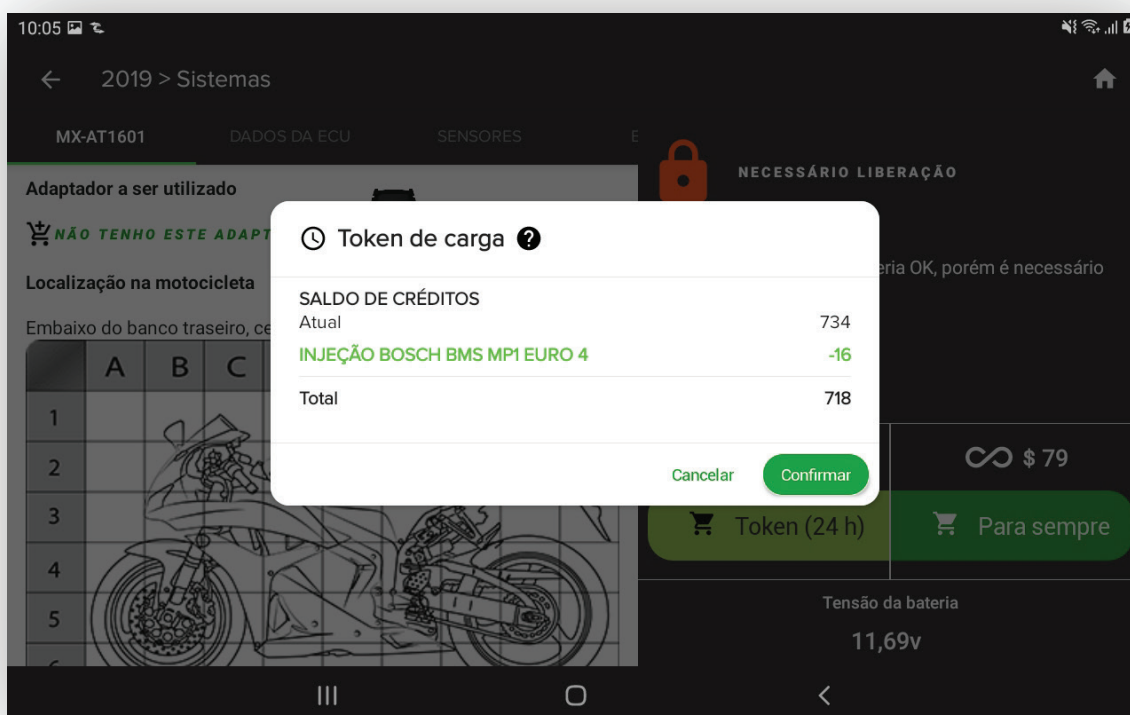 10:05
2019 > Sistemas
MX-AT1601 DADOS DA ECU SENSORES E
Adaptador a ser utilizado
NÃO TENHO ESTE ADAPT
Localização na motocicleta
Embaixo do banco traseiro, ce
A B C
1
2
3
4
5
NECESSÁRIO LIBERAÇÃO
eria OK, porém é necessário
Token de carga ?
SALDO DE CRÉDITOS
Atual 734
INJEÇÃO BOSCH BMS MP1 EURO 4 -16
Total 718
Cancelar Confirmar
$ 79
Token (24 h) Para sempre
Tensão da bateria
11,69v